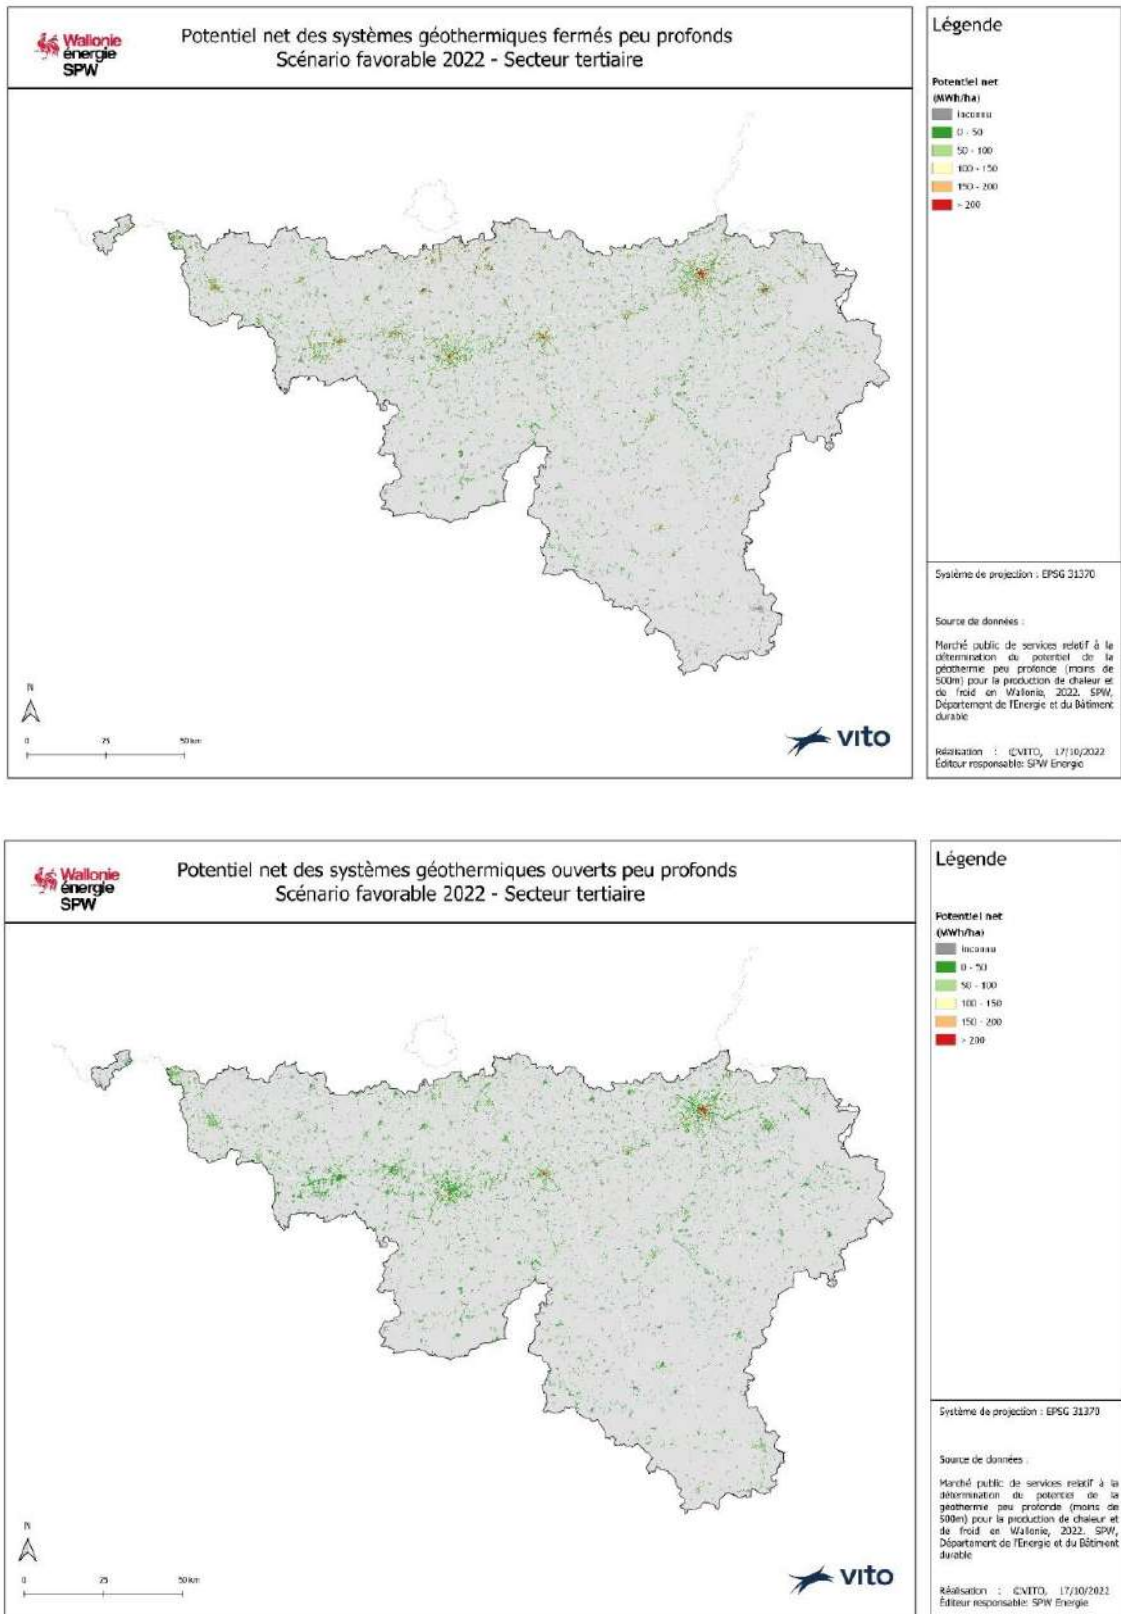 Wallonie
énergie
SPW
Potentiel net des systèmes géothermiques fermés peu profonds
Scénario favorable 2022 - Secteur tertiaire
Légende
Potentiel net
(MWh/ha)
Inconnu
0 - 50
50 - 100
100 - 150
150 - 200
> 200
Système de projection : EPSG 31370
Source de données :
Marché public de services relatif à la
détermination du potentiel de la
géothermie peu profonde (moins de
500m) pour la production de chaleur et
de froid en Wallonie, 2022. SPW,
Département de l'Energie et du Bâtiment
durable
Réalisation : ©VITO, 17/10/2022
Éditeur responsable: SPW Energie
N
0 25 50 km
vito
Wallonie
énergie
SPW
Potentiel net des systèmes géothermiques ouverts peu profonds
Scénario favorable 2022 - Secteur tertiaire
Légende
Potentiel net
(MWh/ha)
Inconnu
0 - 50
50 - 100
100 - 150
150 - 200
> 200
Système de projection : EPSG 31370
Source de données :
Marché public de services relatif à la
détermination du potentiel de la
géothermie peu profonde (moins de
500m) pour la production de chaleur et
de froid en Wallonie, 2022. SPW,
Département de l'Energie et du Bâtiment
durable
Réalisation : ©VITO, 17/10/2022
Éditeur responsable: SPW Energie
N
0 25 50 km
vito